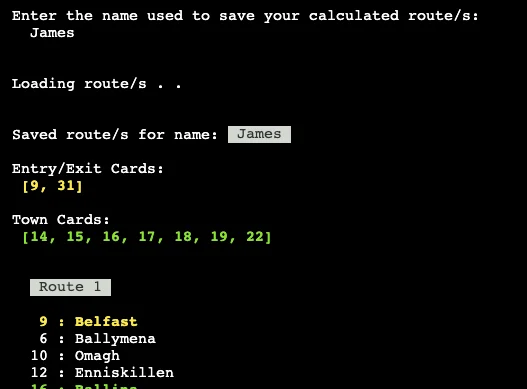 Enter the name used to save your calculated route/s:
James
Loading route/s . .
Saved route/s for name: James
Entry/Exit Cards:
[9, 31]
Town Cards:
[14, 15, 16, 17, 18, 19, 22]
Route 1
9 : Belfast
6 : Ballymena
10 : Omagh
12 : Enniskillen
16 : Ballina